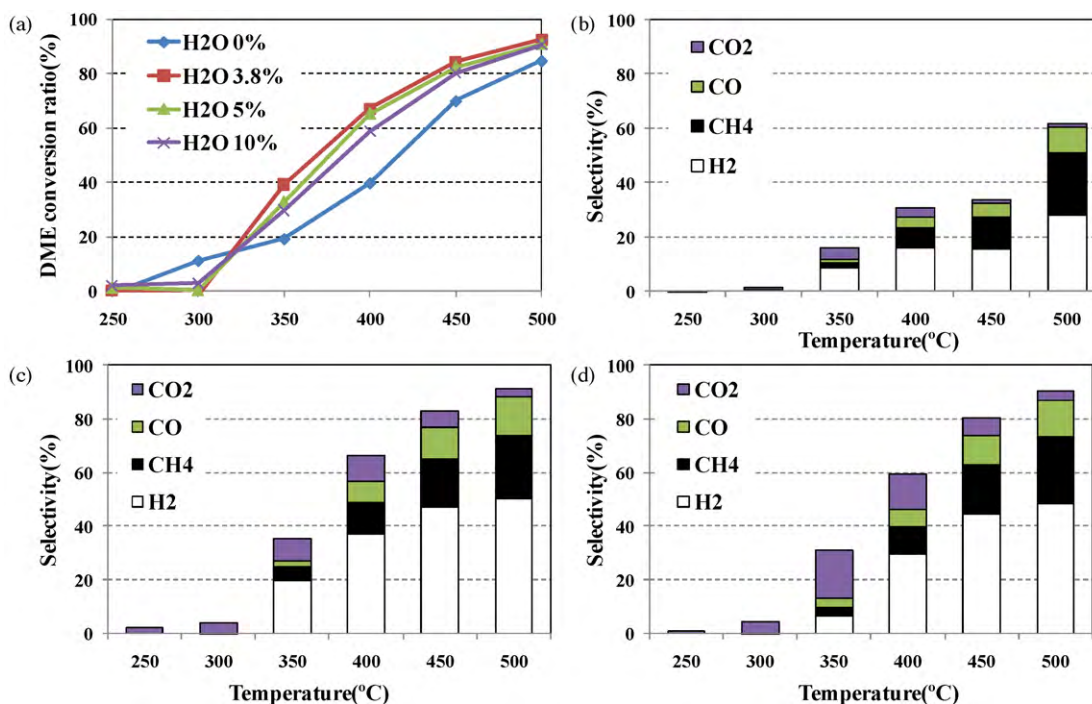 (a)
DME conversion ratio(%)
100
80
60
40
20
0
H2O 0%
H2O 3.8%
H2O 5%
H2O 10%
250 300 350 400 450 500
(b)
Selectivity(%)
100
80
60
40
20
0
CO2
CO
CH4
H2
250 300 350 400 450 500
Temperature(ºC)
(c)
Selectivity(%)
100
80
60
40
20
0
CO2
CO
CH4
H2
250 300 350 400 450 500
Temperature(ºC)
(d)
Selectivity(%)
100
80
60
40
20
0
CO2
CO
CH4
H2
250 300 350 400 450 500
Temperature(ºC)